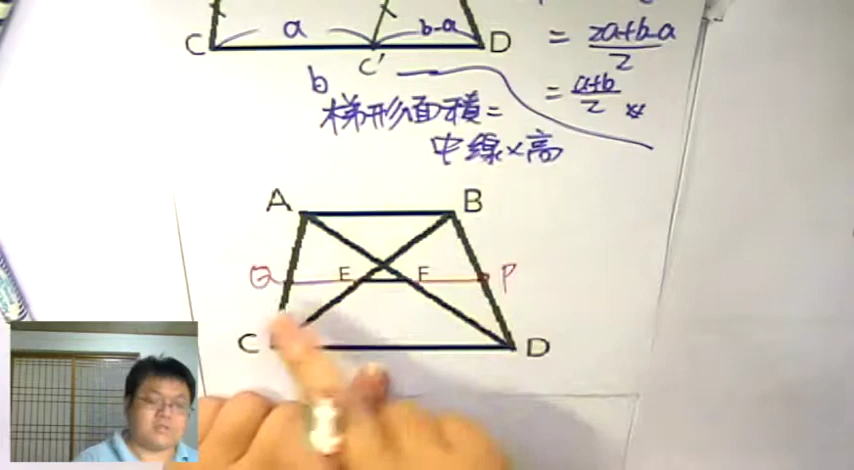 a b-a
C C' D
b
= 2a+b-a / 2
= a+b / 2 ※
梯形面積=
中線×高
A B
Q E F P
C D